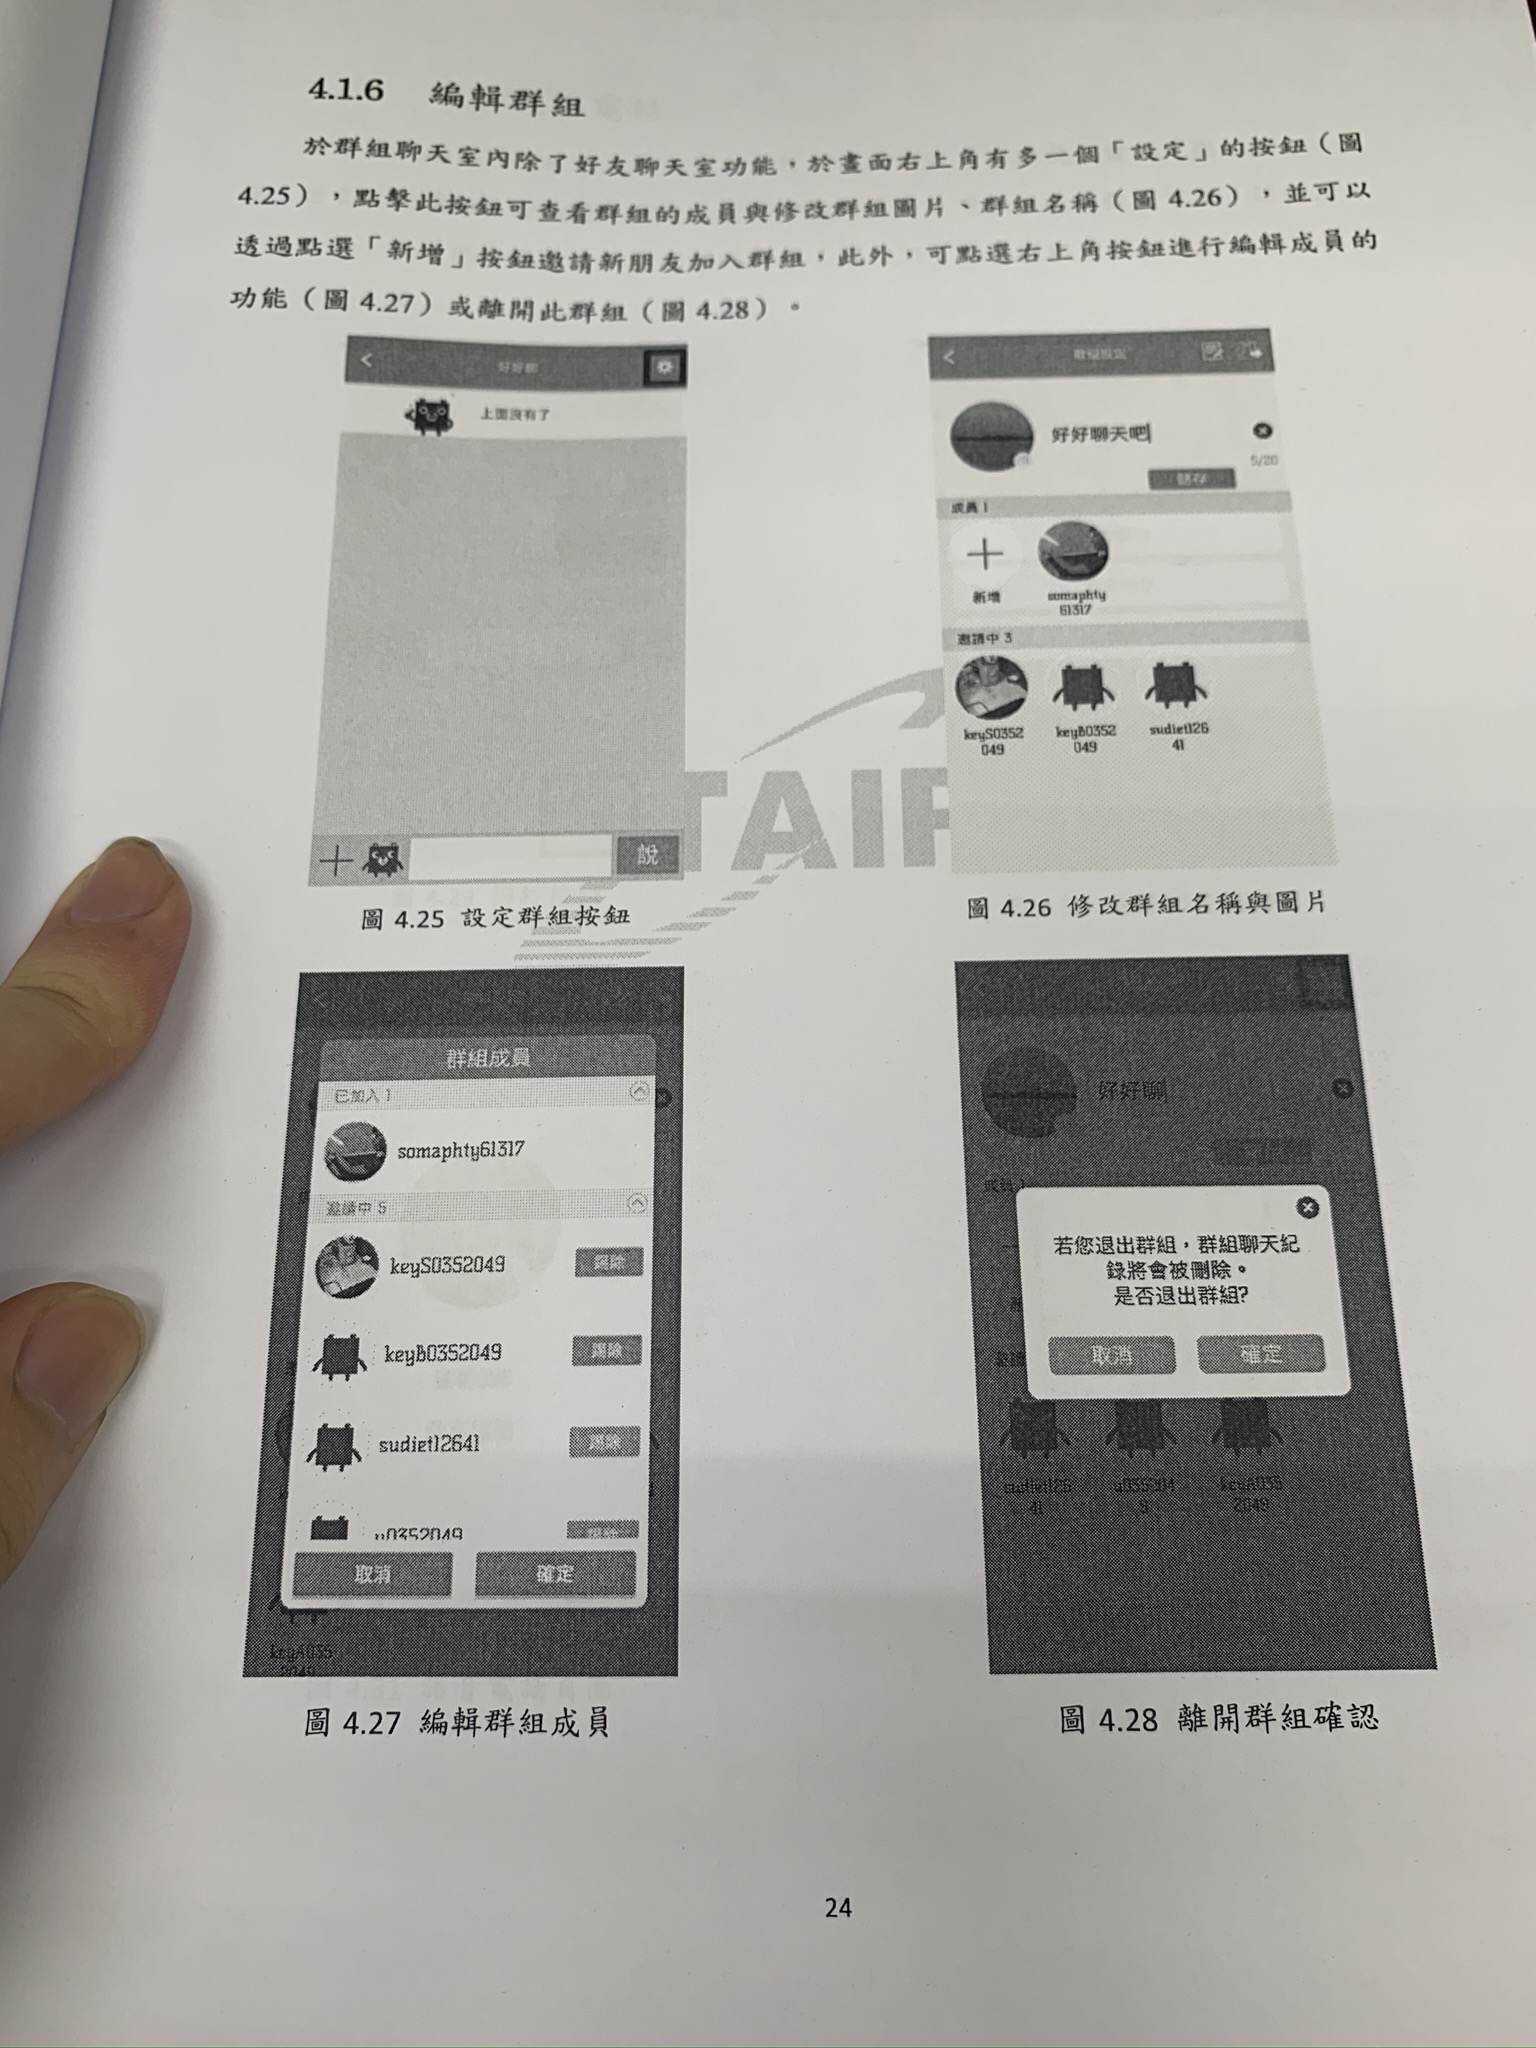 4.1.6 編輯群組
於群組聊天室內除了好友聊天室功能，於畫面右上角有多一個「設定」的按鈕（圖
4.25），點擊此按鈕可查看群組的成員與修改群組圖片、群組名稱（圖 4.26），並可以
透過點選「新增」按鈕邀請新朋友加入群組，此外，可點選右上角按鈕進行編輯成員的
功能（圖 4.27）或離開此群組（圖 4.28）。
好好聊
上面沒有了
說
圖 4.25 設定群組按鈕
群組設定
好好聊天吧
5/20
儲存
成員 1
新增
somaphty
61317
邀請中 3
keyS0352
049
keyB0352
049
sudiet126
41
圖 4.26 修改群組名稱與圖片
TAIP
群組成員
已加入 1
somaphty61317
邀請中 5
keyS0352049
踢除
keyB0352049
踢除
sudiet12641
踢除
u0352049
取消
確定
keyA035
2049
圖 4.27 編輯群組成員
好好聊
若您退出群組，群組聊天紀
錄將會被刪除。
是否退出群組?
取消
確定
sudiet126
41
u035204
9
keyA035
2049
圖 4.28 離開群組確認
24